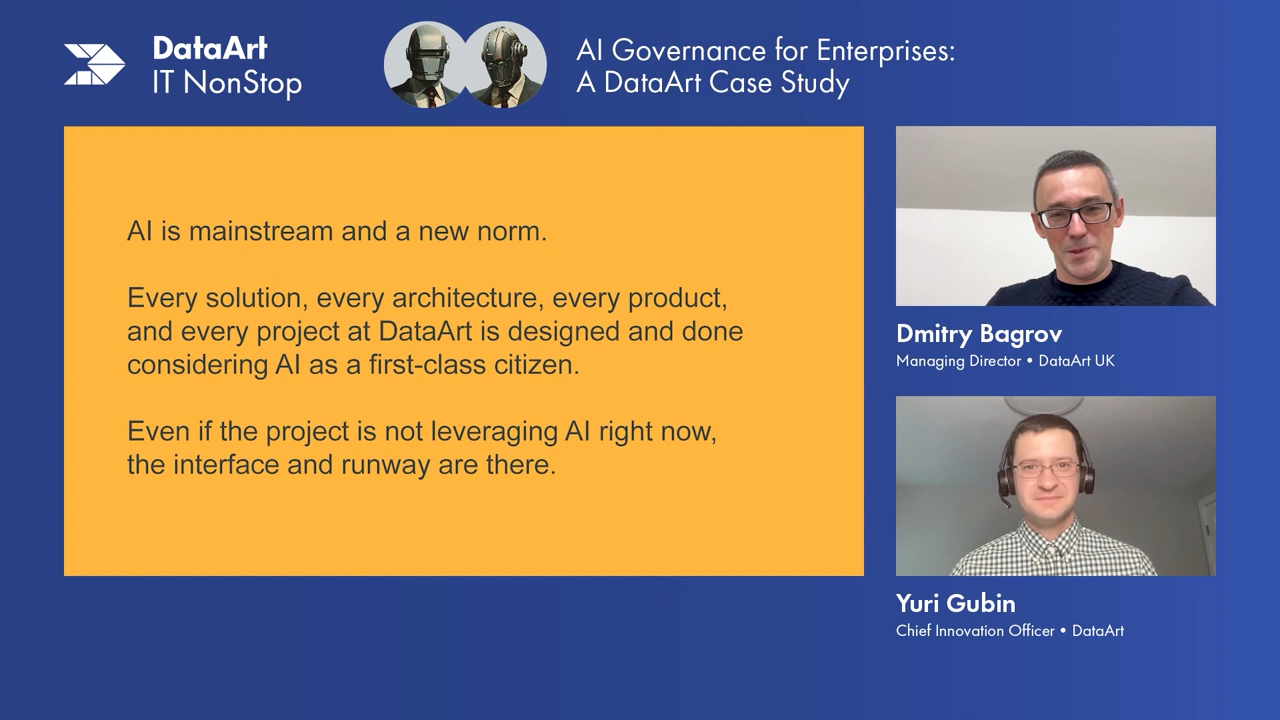 DataArt
IT NonStop
AI Governance for Enterprises:
A DataArt Case Study
AI is mainstream and a new norm.
Every solution, every architecture, every product,
and every project at DataArt is designed and done
considering AI as a first-class citizen.
Even if the project is not leveraging AI right now,
the interface and runway are there.
Dmitry Bagrov
Managing Director • DataArt UK
Yuri Gubin
Chief Innovation Officer • DataArt